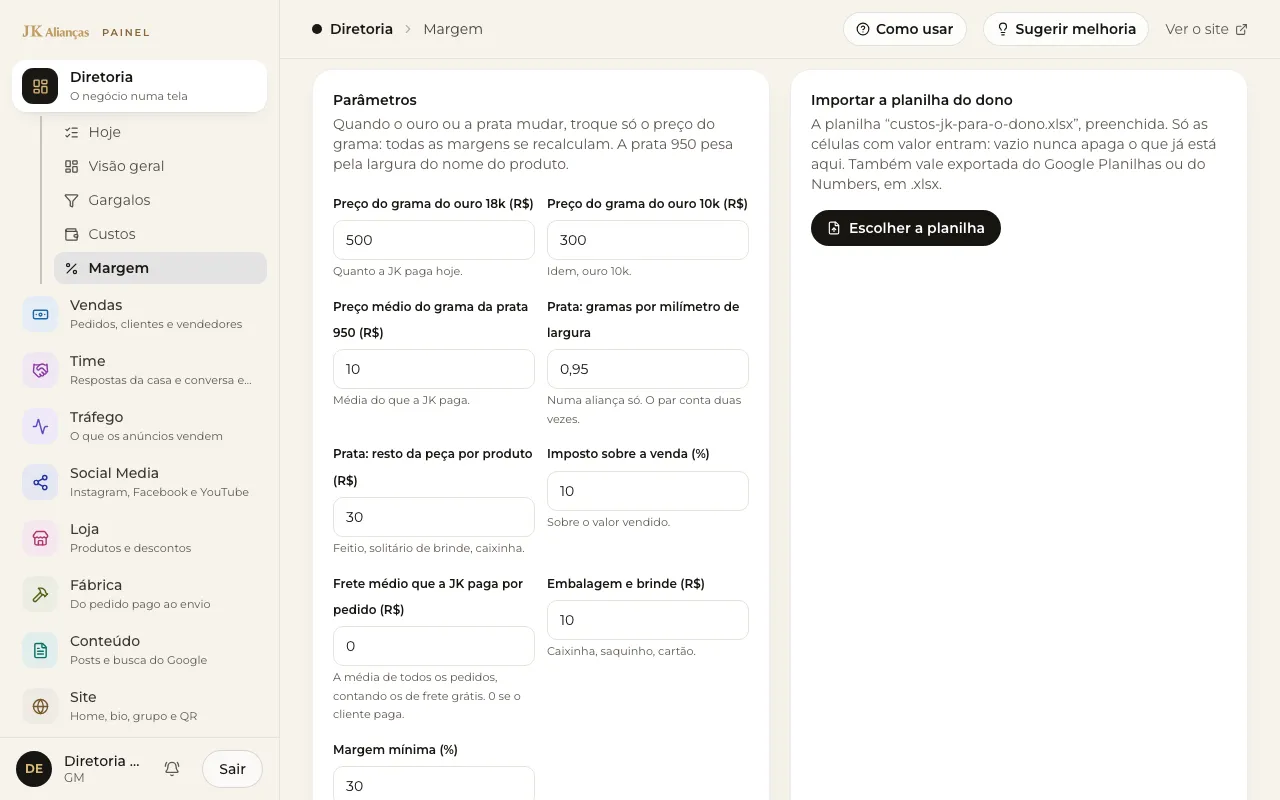 JK Alianças PAINEL
Diretoria
O negócio numa tela
Hoje
Visão geral
Gargalos
Custos
Margem
Vendas
Pedidos, clientes e vendedores
Time
Respostas da casa e conversa e...
Tráfego
O que os anúncios vendem
Social Media
Instagram, Facebook e YouTube
Loja
Produtos e descontos
Fábrica
Do pedido pago ao envio
Conteúdo
Posts e busca do Google
Site
Home, bio, grupo e QR
DE
Diretoria ...
GM
Sair
Diretoria > Margem
Como usar
Sugerir melhoria
Ver o site
Parâmetros
Quando o ouro ou a prata mudar, troque só o preço do
grama: todas as margens se recalculam. A prata 950 pesa
pela largura do nome do produto.
Preço do grama do ouro 18k (R$)
500
Quanto a JK paga hoje.
Preço do grama do ouro 10k (R$)
300
Idem, ouro 10k.
Preço médio do grama da prata
950 (R$)
10
Média do que a JK paga.
Prata: gramas por milímetro de
largura
0,95
Numa aliança só. O par conta duas
vezes.
Prata: resto da peça por produto
(R$)
30
Feitio, solitário de brinde, caixinha.
Imposto sobre a venda (%)
10
Sobre o valor vendido.
Frete médio que a JK paga por
pedido (R$)
0
A média de todos os pedidos,
contando os de frete grátis. 0 se o
cliente paga.
Embalagem e brinde (R$)
10
Caixinha, saquinho, cartão.
Margem mínima (%)
30
Importar a planilha do dono
A planilha “custos-jk-para-o-dono.xlsx”, preenchida. Só as
células com valor entram: vazio nunca apaga o que já está
aqui. Também vale exportada do Google Planilhas ou do
Numbers, em .xlsx.
Escolher a planilha